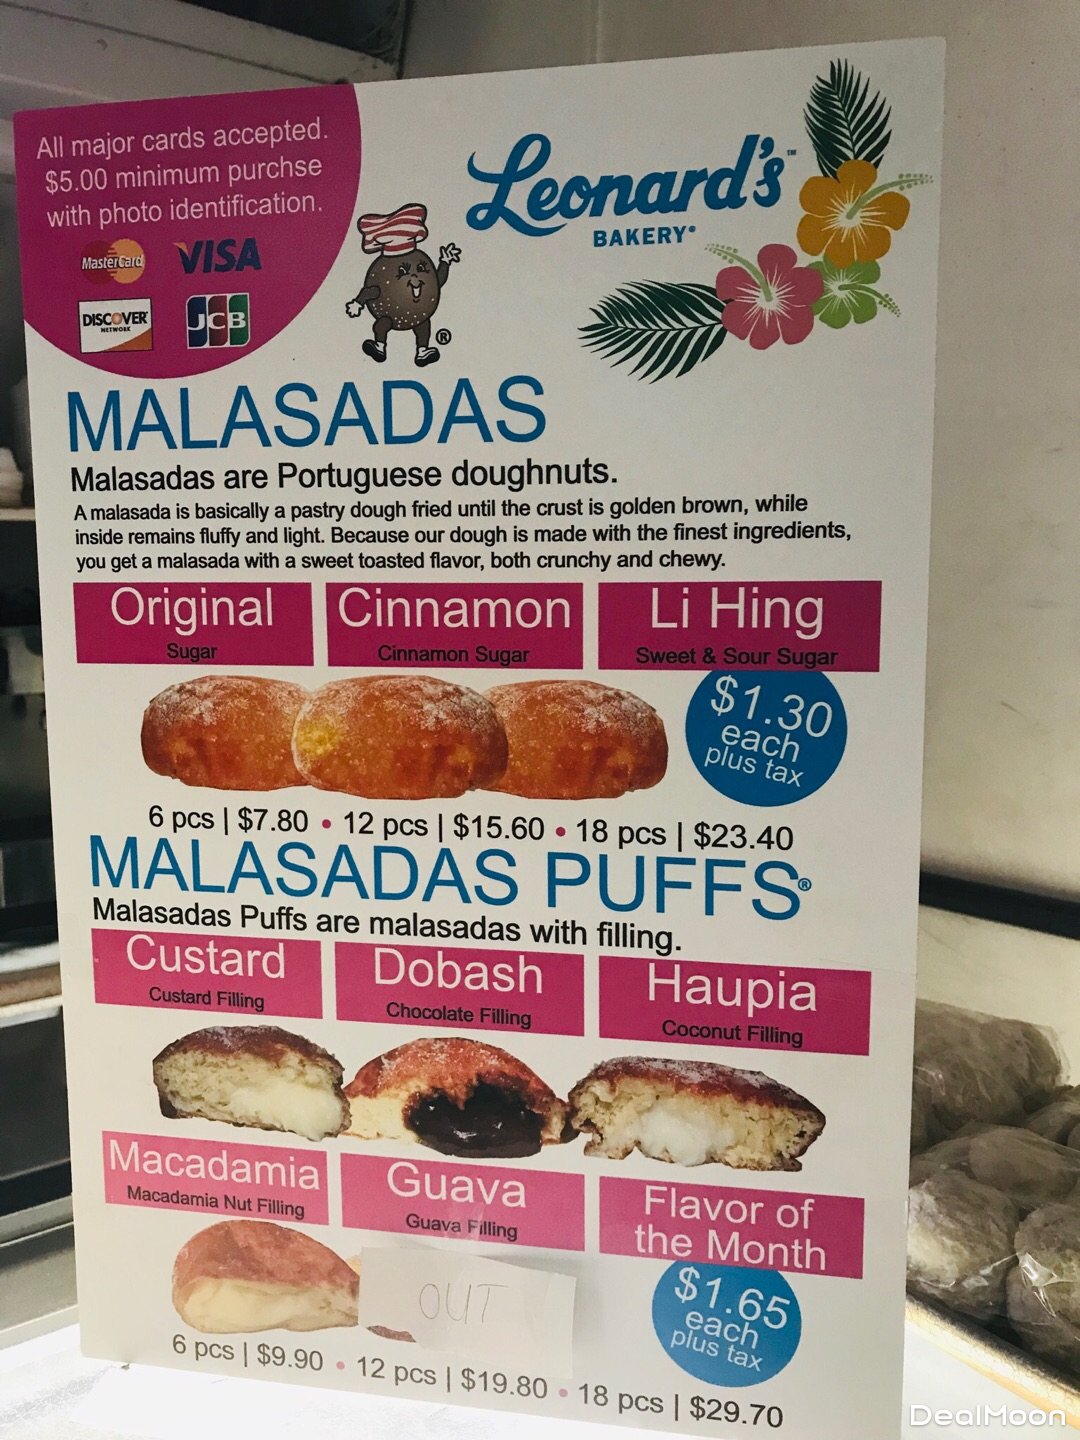 All major cards accepted.
$5.00 minimum purchse
with photo identification.
MasterCard
VISA
DISCOVER
NETWORK
JCB
Leonard's™
BAKERY®
®
MALASADAS
Malasadas are Portuguese doughnuts.
A malasada is basically a pastry dough fried until the crust is golden brown, while
inside remains fluffy and light. Because our dough is made with the finest ingredients,
you get a malasada with a sweet toasted flavor, both crunchy and chewy.
Original
Sugar
Cinnamon
Cinnamon Sugar
Li Hing
Sweet & Sour Sugar
$1.30
each
plus tax
6 pcs | $7.80 • 12 pcs | $15.60 • 18 pcs | $23.40
MALASADAS PUFFS®
Malasadas Puffs are malasadas with filling.
Custard
Custard Filling
Dobash
Chocolate Filling
Haupia
Coconut Filling
Macadamia
Macadamia Nut Filling
Guava
Guava Filling
Flavor of
the Month
OUT
$1.65
each
plus tax
6 pcs | $9.90 • 12 pcs | $19.80 • 18 pcs | $29.70
DealMoon